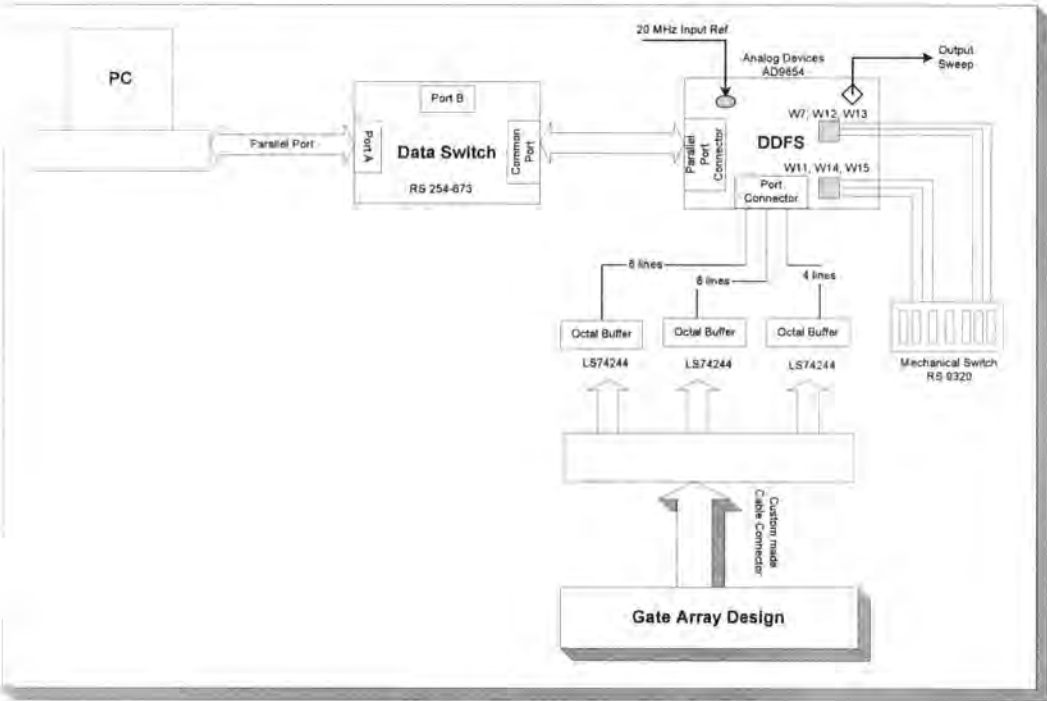 20 MHz Input Ref
Output
Sweep
Analog Devices
AD9854
PC
Port B
W7, W12, W13
Parallel Port
Port A
Data Switch
Common
Port
Parallel
Port
Connector
DDFS
RS 254-673
W11, W14, W15
Port
Connector
8 lines
8 lines
4 lines
Octal Buffer
Octal Buffer
Octal Buffer
LS74244
LS74244
LS74244
Mechanical Switch
RS 8320
Custom made
Cable Connector
Gate Array Design